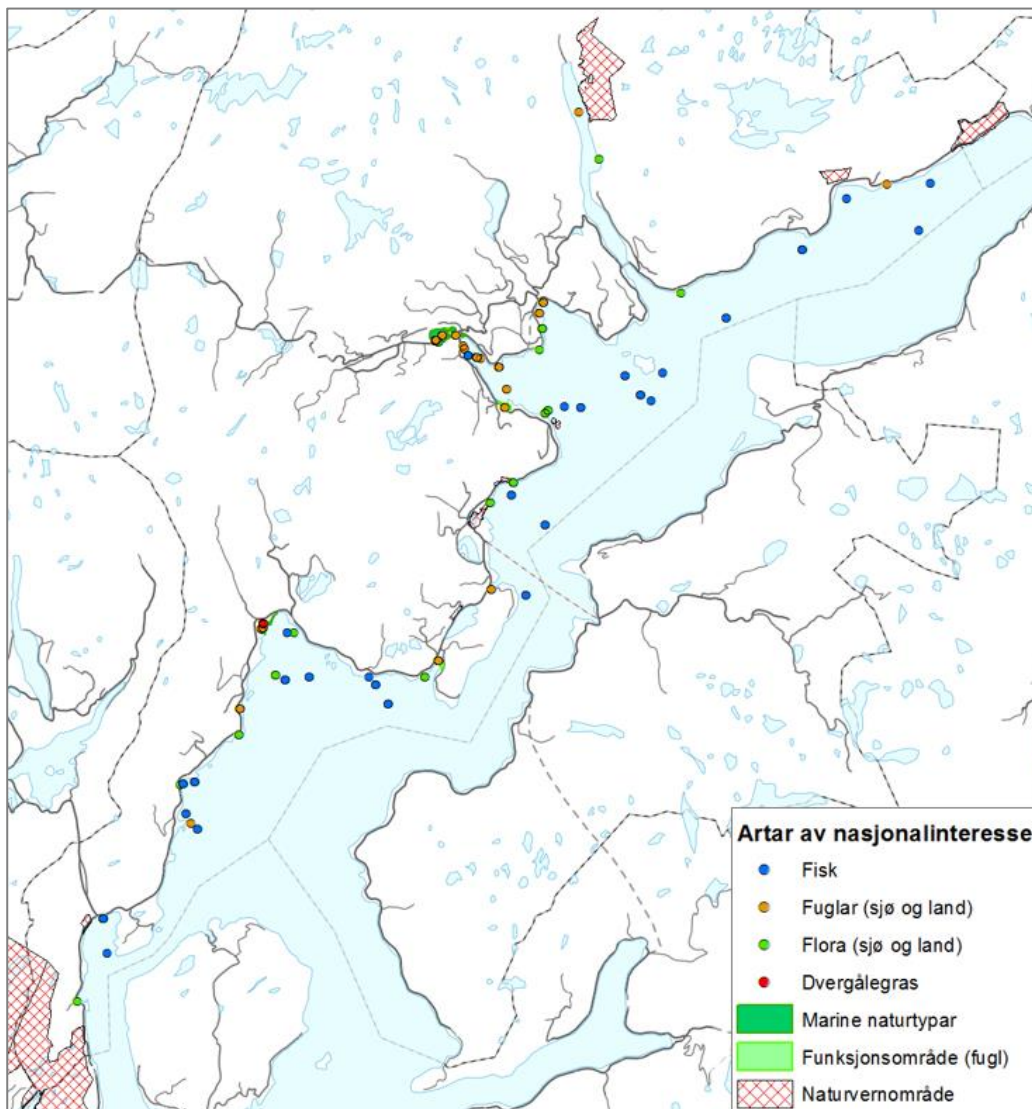 Artar av nasjonalinteresse
Fisk
Fuglar (sjø og land)
Flora (sjø og land)
Dvergålegras
Marine naturtypar
Funksjonsområde (fugl)
Naturvernområde